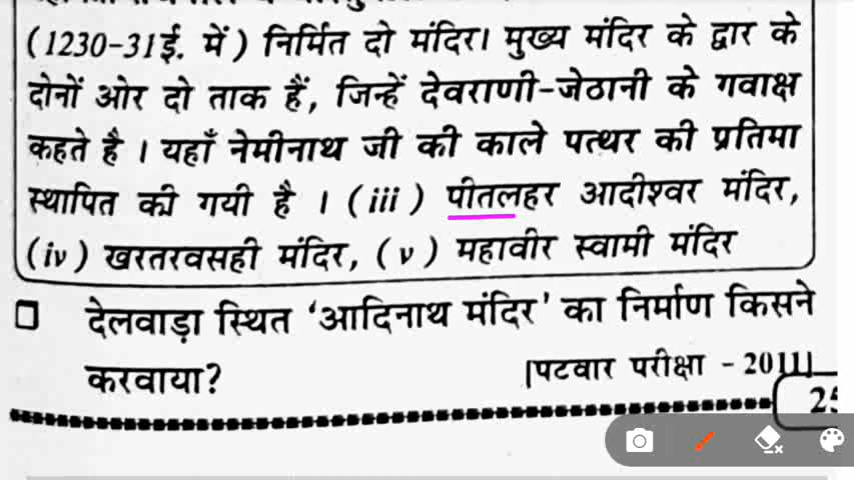 (1230-31ई. में) निर्मित दो मंदिर। मुख्य मंदिर के द्वार के
दोनों ओर दो ताक हैं, जिन्हें देवराणी-जेठानी के गवाक्ष
कहते है । यहाँ नेमीनाथ जी की काले पत्थर की प्रतिमा
स्थापित की गयी है । (iii) पीतलहर आदीश्वर मंदिर,
(iv) खरतरवसही मंदिर, (v) महावीर स्वामी मंदिर
देलवाड़ा स्थित ‘आदिनाथ मंदिर’ का निर्माण किसने
करवाया?
[पटवार परीक्षा - 2011]